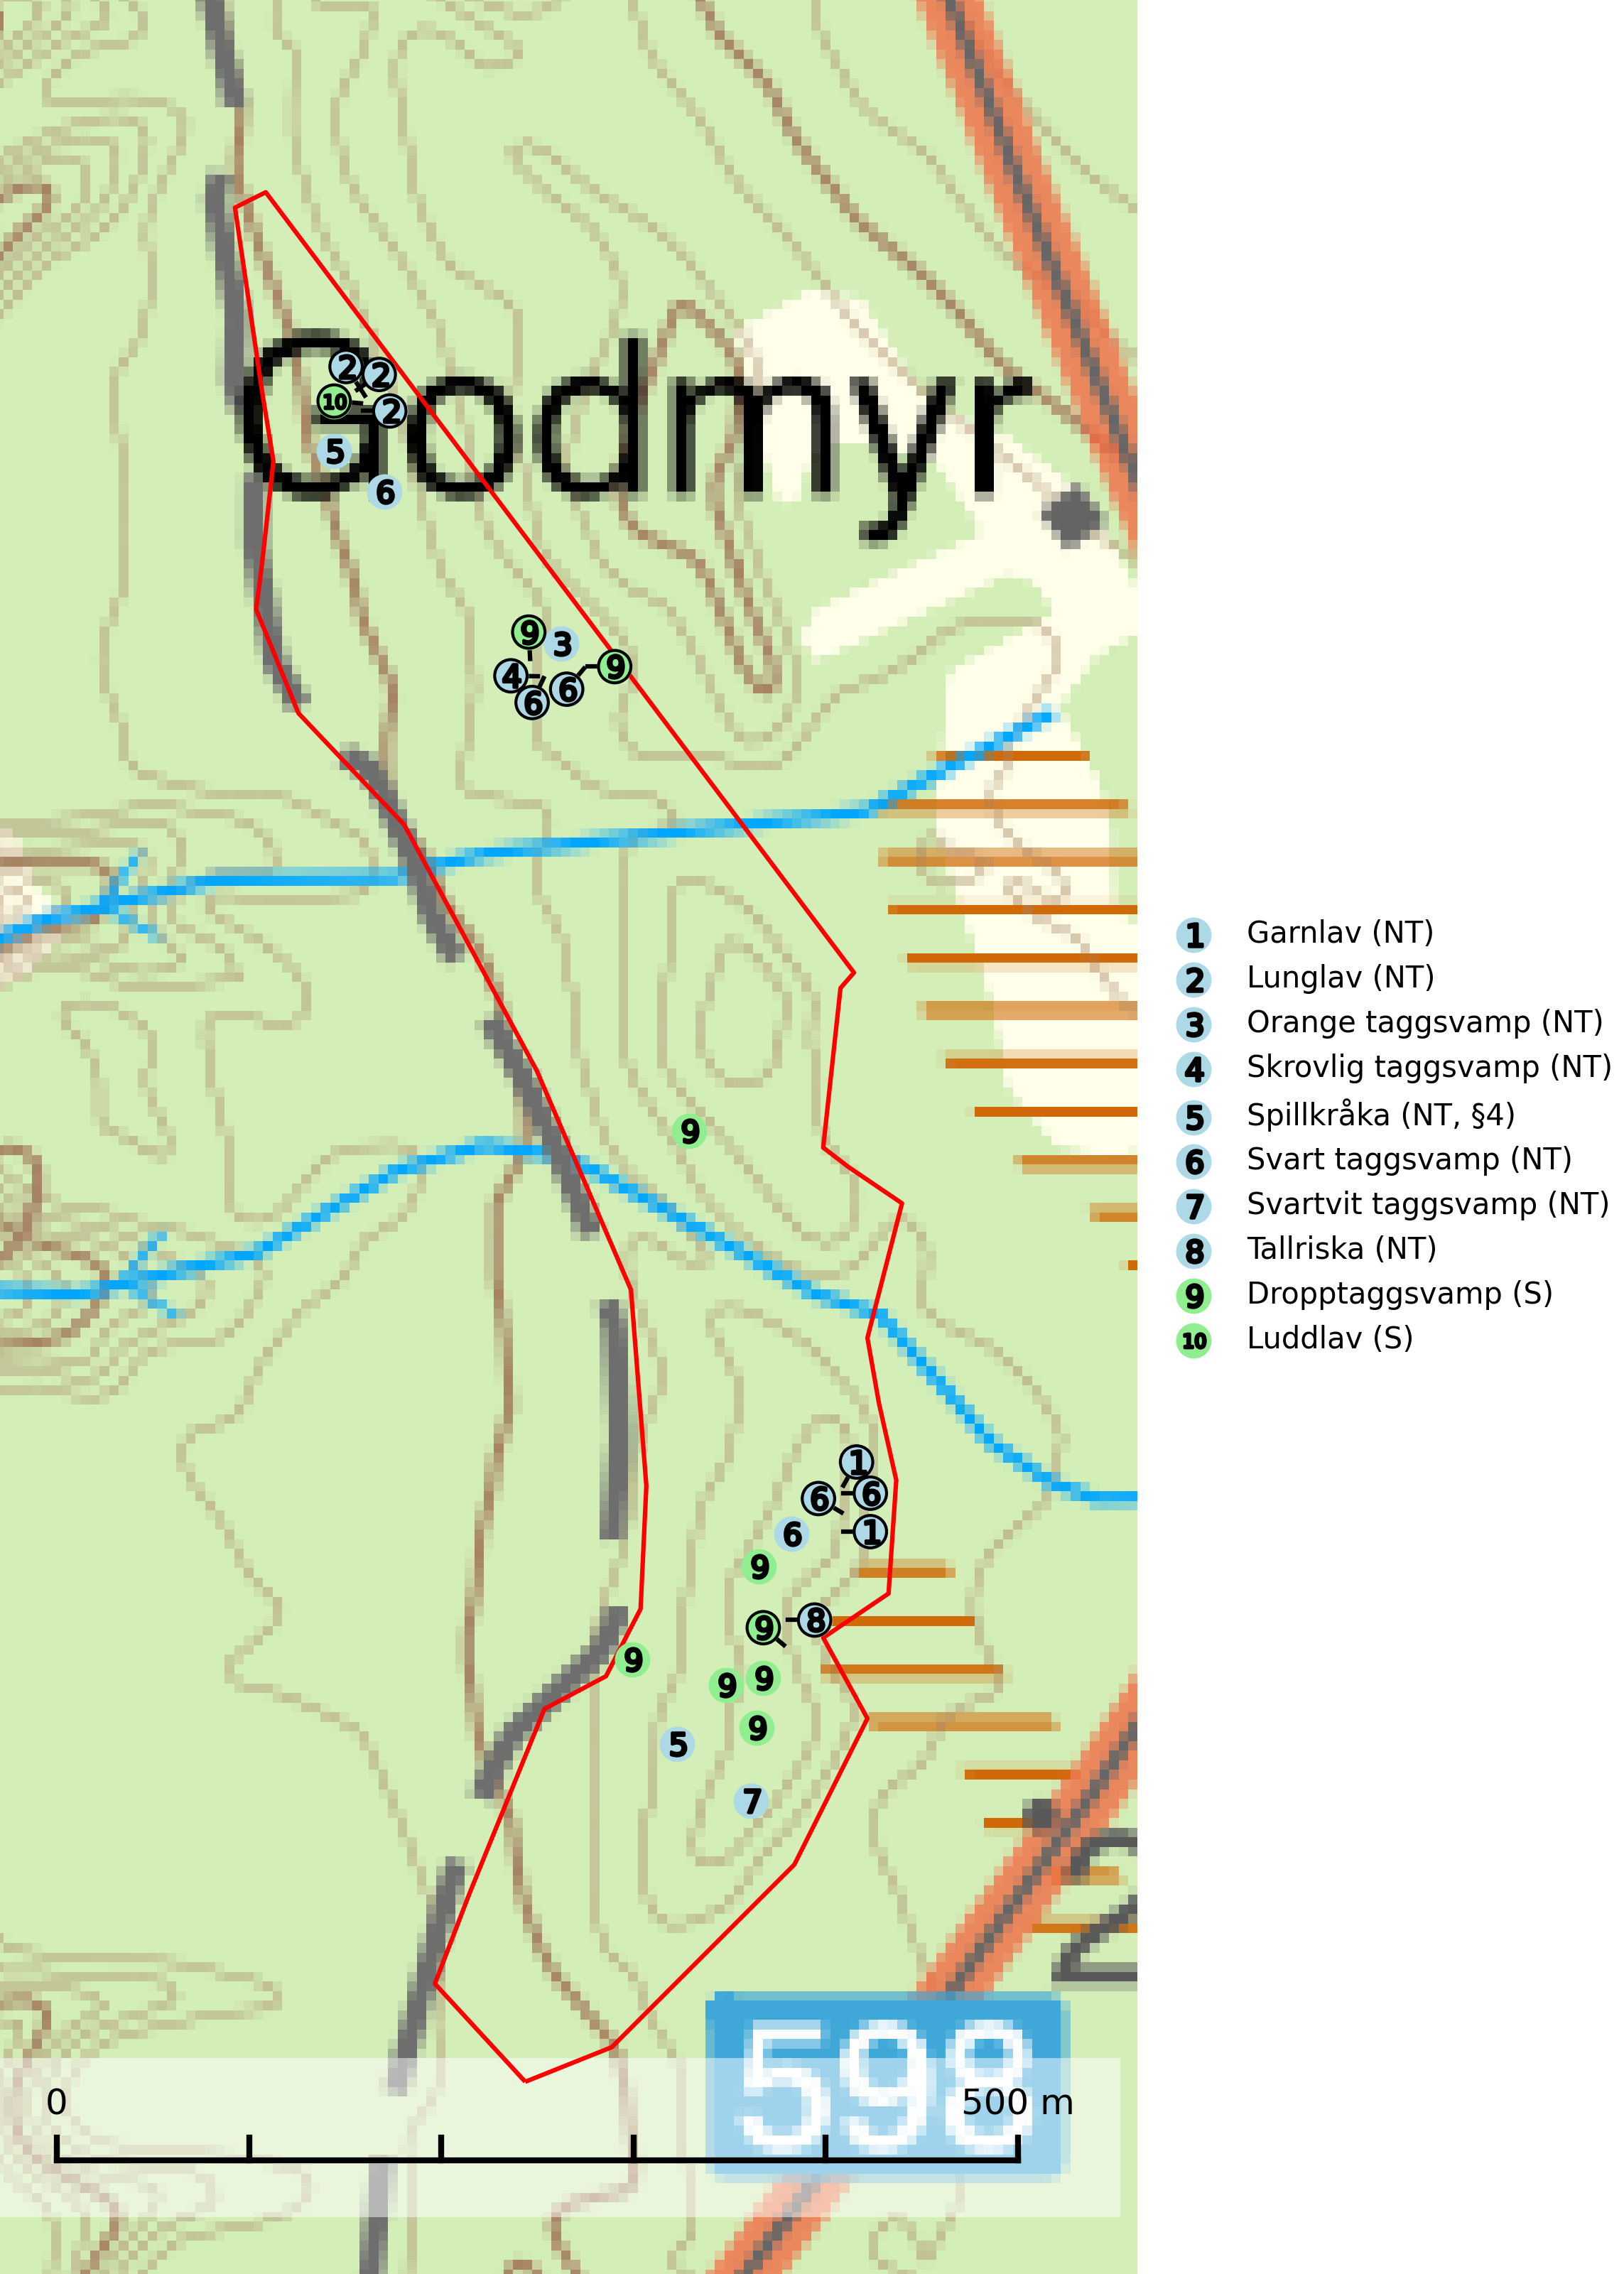 2 2
10
2
Godmyr
5
6
9 3
9
4
6
6
9
1 Garnlav (NT)
2 Lunglav (NT)
3 Orange taggsvamp (NT)
4 Skrovlig taggsvamp (NT)
5 Spillkråka (NT, §4)
6 Svart taggsvamp (NT)
7 Svartvit taggsvamp (NT)
8 Tallriska (NT)
9 Dropptaggsvamp (S)
10 Luddlav (S)
1
6 6
6 1
9
9 8
9
9 9
9
5
7
2
598
0 500 m